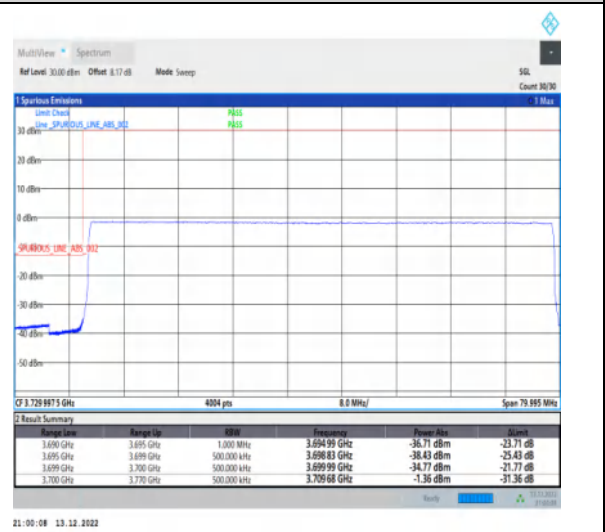 MultiView Spectrum
Ref Level 30.00 dBm Offset 8.17 dB Mode Sweep SGL
Count 30/30
1 Spurious Emissions 1 Max
Limit Check PASS
Line _SPURIOUS_LINE_ABS_002 PASS
30 dBm
20 dBm
10 dBm
0 dBm
_SPURIOUS_LINE_ABS_002
-20 dBm
-30 dBm
-40 dBm
-50 dBm
CF 3.729 997 5 GHz 4004 pts 8.0 MHz/ Span 79.995 MHz
2 Result Summary
Range Low Range Up RBW Frequency Power Abs ΔLimit
3.690 GHz 3.695 GHz 1.000 MHz 3.694 99 GHz -36.71 dBm -23.71 dB
3.695 GHz 3.699 GHz 500.000 kHz 3.698 83 GHz -38.43 dBm -25.43 dB
3.699 GHz 3.700 GHz 500.000 kHz 3.699 99 GHz -34.77 dBm -21.77 dB
3.700 GHz 3.770 GHz 500.000 kHz 3.709 68 GHz -1.36 dBm -31.36 dB
Ready 13.12.2022
21:00:08
21:00:08 13.12.2022